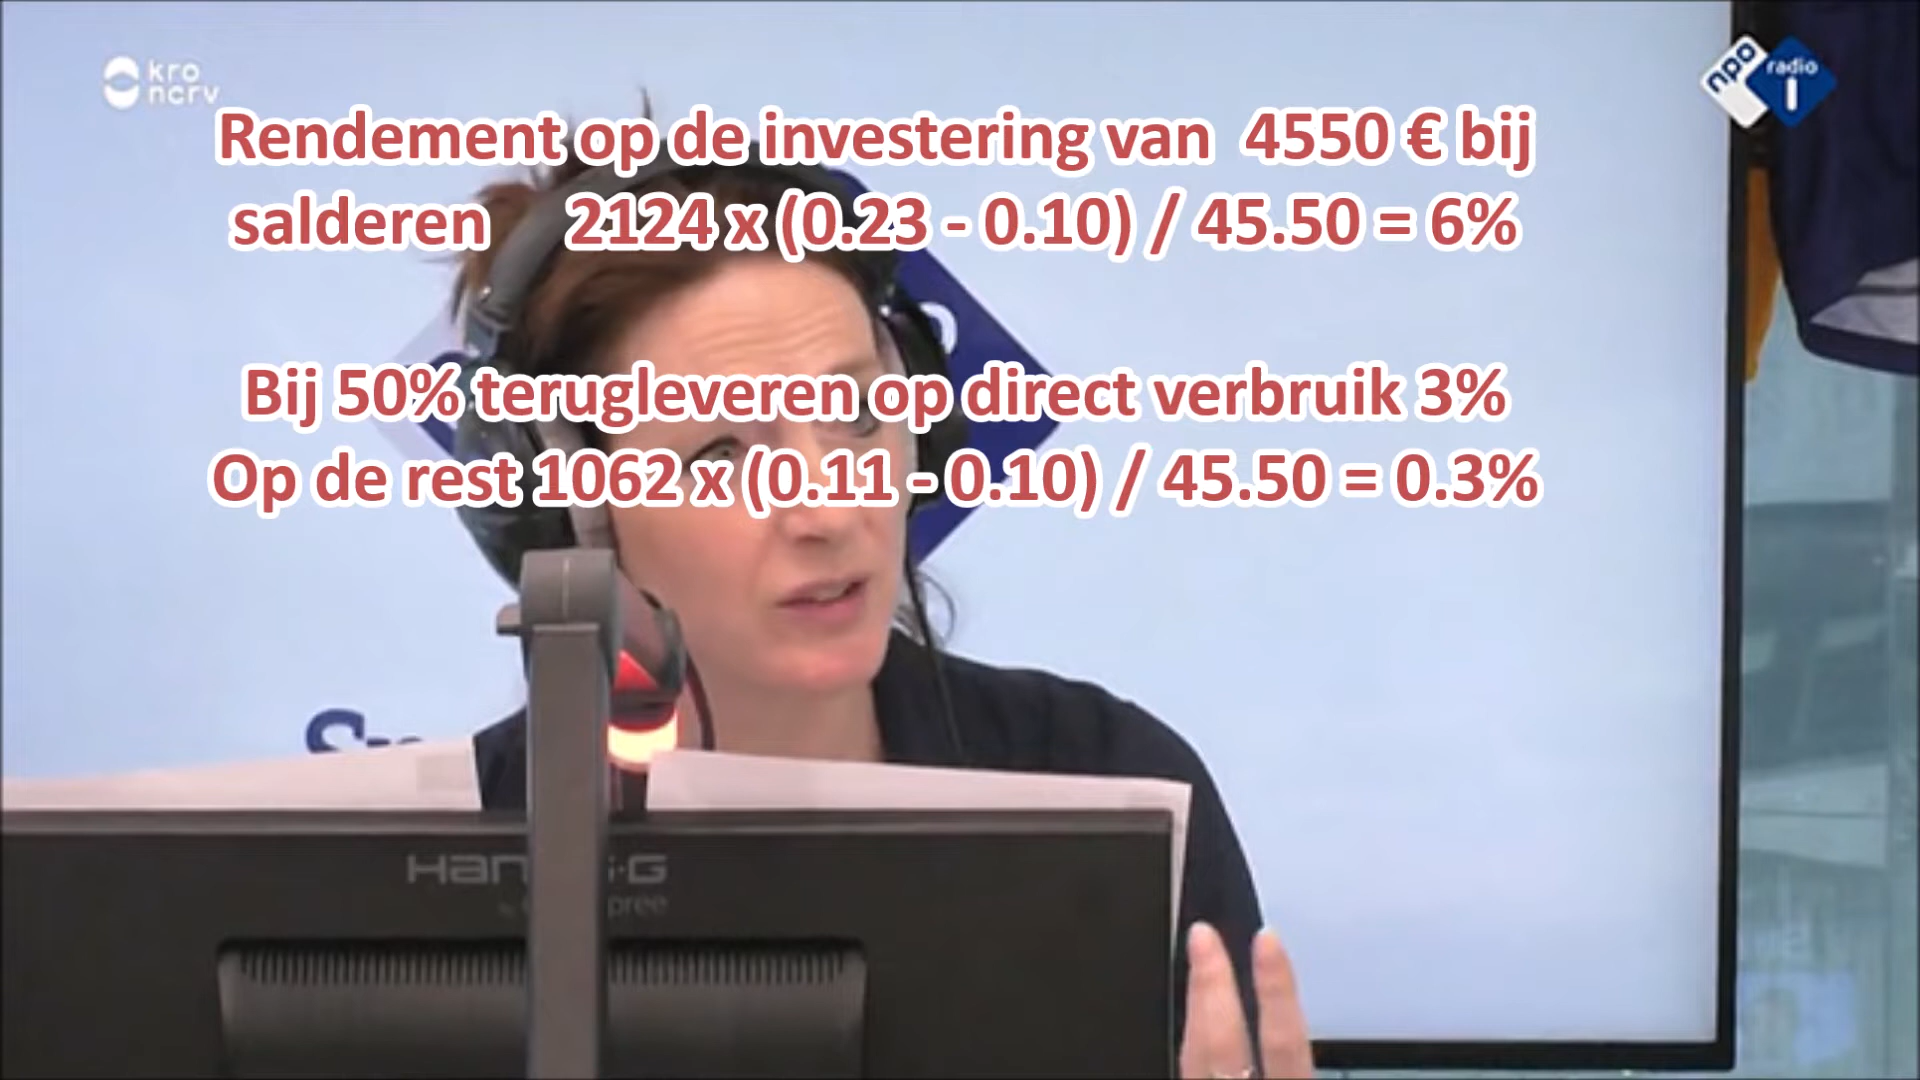 kro
ncrv
npo
radio
1
Rendement op de investering van 4550 € bij
salderen 2124 x (0.23 - 0.10) / 45.50 = 6%
Bij 50% terugleveren op direct verbruik 3%
Op de rest 1062 x (0.11 - 0.10) / 45.50 = 0.3%